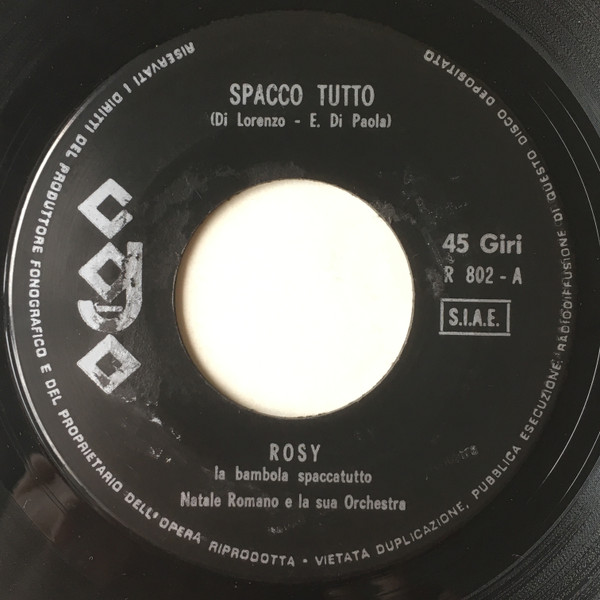 SPACCO TUTTO
(Di Lorenzo - E. Di Paola)
45 Giri
R 802 - A
S.I.A.E.
ROSY
la bambola spaccatutto
Natale Romano e la sua Orchestra
RISERVATI I DIRITTI DEL PRODUTTORE FONOGRAFICO E DEL PROPRIETARIO DELL'OPERA RIPRODOTTA - VIETATA DUPLICAZIONE, PUBBLICA ESECUZIONE, RADIODIFFUSIONE DI QUESTO DISCO DEPOSITATO